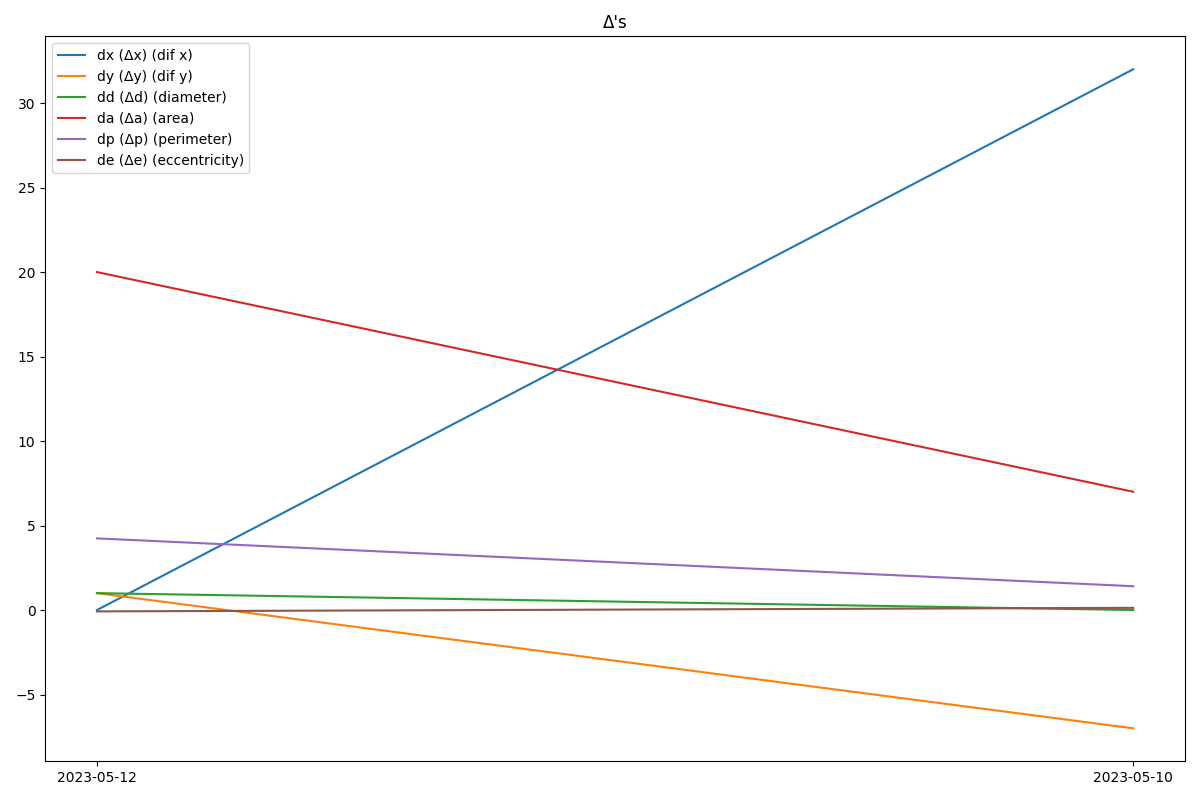 Δ's
dx (Δx) (dif x)
dy (Δy) (dif y)
dd (Δd) (diameter)
da (Δa) (area)
dp (Δp) (perimeter)
de (Δe) (eccentricity)
30
25
20
15
10
5
0
−5
2023-05-12
2023-05-10